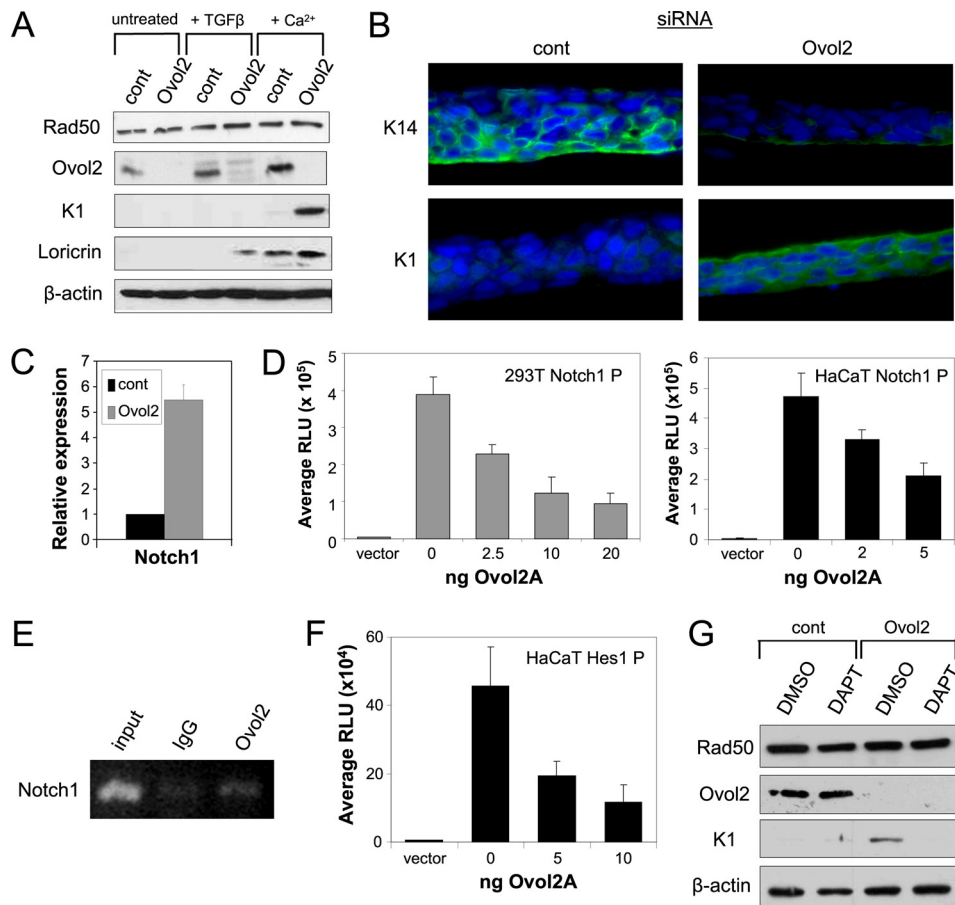 A
untreated + TGFβ + Ca²⁺
cont Ovol2 cont Ovol2 cont Ovol2
Rad50
Ovol2
K1
Loricrin
β-actin
B
siRNA
cont Ovol2
K14
K1
C
Relative expression
7
6
5
4
3
2
1
0
cont
Ovol2
Notch1
D
Average RLU (x 10⁵)
5
4
3
2
1
0
293T Notch1 P
vector 0 2.5 10 20
ng Ovol2A
Average RLU (x10⁵)
6
5
4
3
2
1
0
HaCaT Notch1 P
vector 0 2 5
ng Ovol2A
E
input IgG Ovol2
Notch1
F
Average RLU (x10⁴)
60
40
20
0
HaCaT Hes1 P
vector 0 5 10
ng Ovol2A
G
cont Ovol2
DMSO DAPT DMSO DAPT
Rad50
Ovol2
K1
β-actin